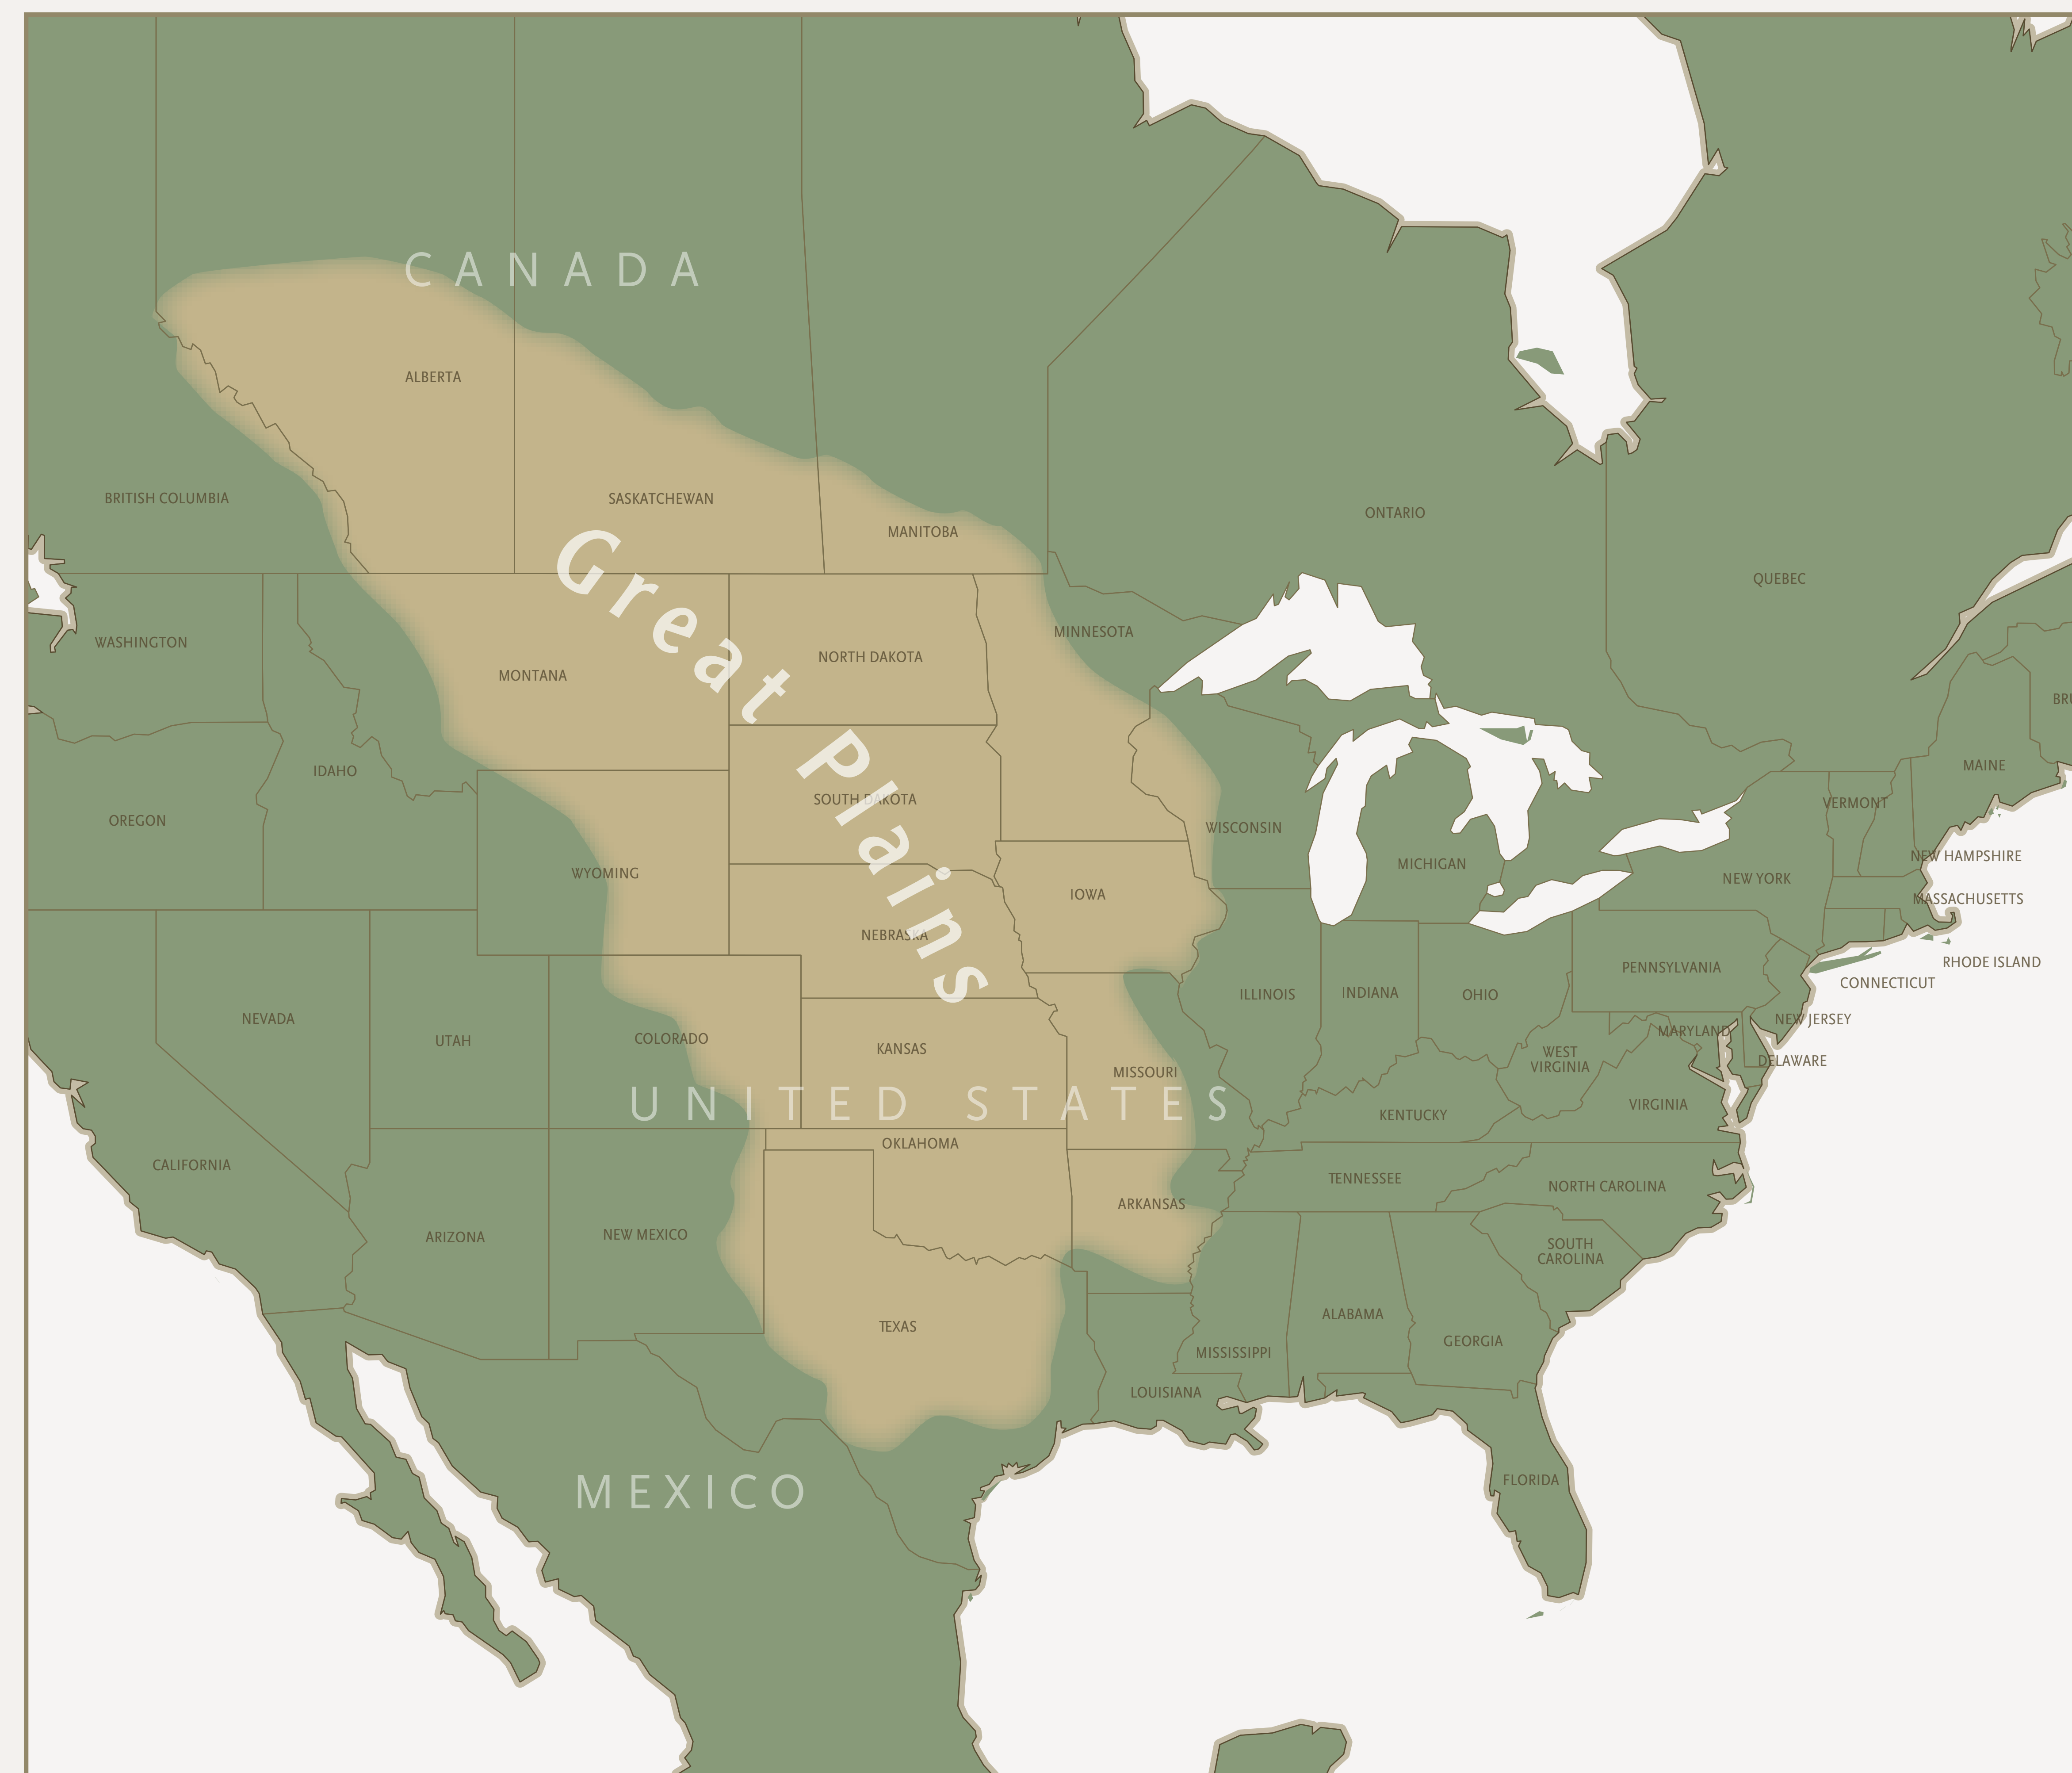 CANADA
ALBERTA
BRITISH COLUMBIA
SASKATCHEWAN
MANITOBA
ONTARIO
QUEBEC
Great Plains
WASHINGTON
MONTANA
NORTH DAKOTA
MINNESOTA
IDAHO
OREGON
SOUTH DAKOTA
WYOMING
WISCONSIN
MICHIGAN
MAINE
VERMONT
NEW HAMPSHIRE
NEW YORK
MASSACHUSETTS
IOWA
NEBRASKA
PENNSYLVANIA
RHODE ISLAND
CONNECTICUT
ILLINOIS
INDIANA
OHIO
NEVADA
UTAH
COLORADO
KANSAS
MISSOURI
WEST
VIRGINIA
MARYLAND
NEW JERSEY
DELAWARE
UNITED STATES
KENTUCKY
VIRGINIA
CALIFORNIA
OKLAHOMA
TENNESSEE
NORTH CAROLINA
ARIZONA
NEW MEXICO
ARKANSAS
SOUTH
CAROLINA
TEXAS
MISSISSIPPI
ALABAMA
GEORGIA
LOUISIANA
FLORIDA
MEXICO